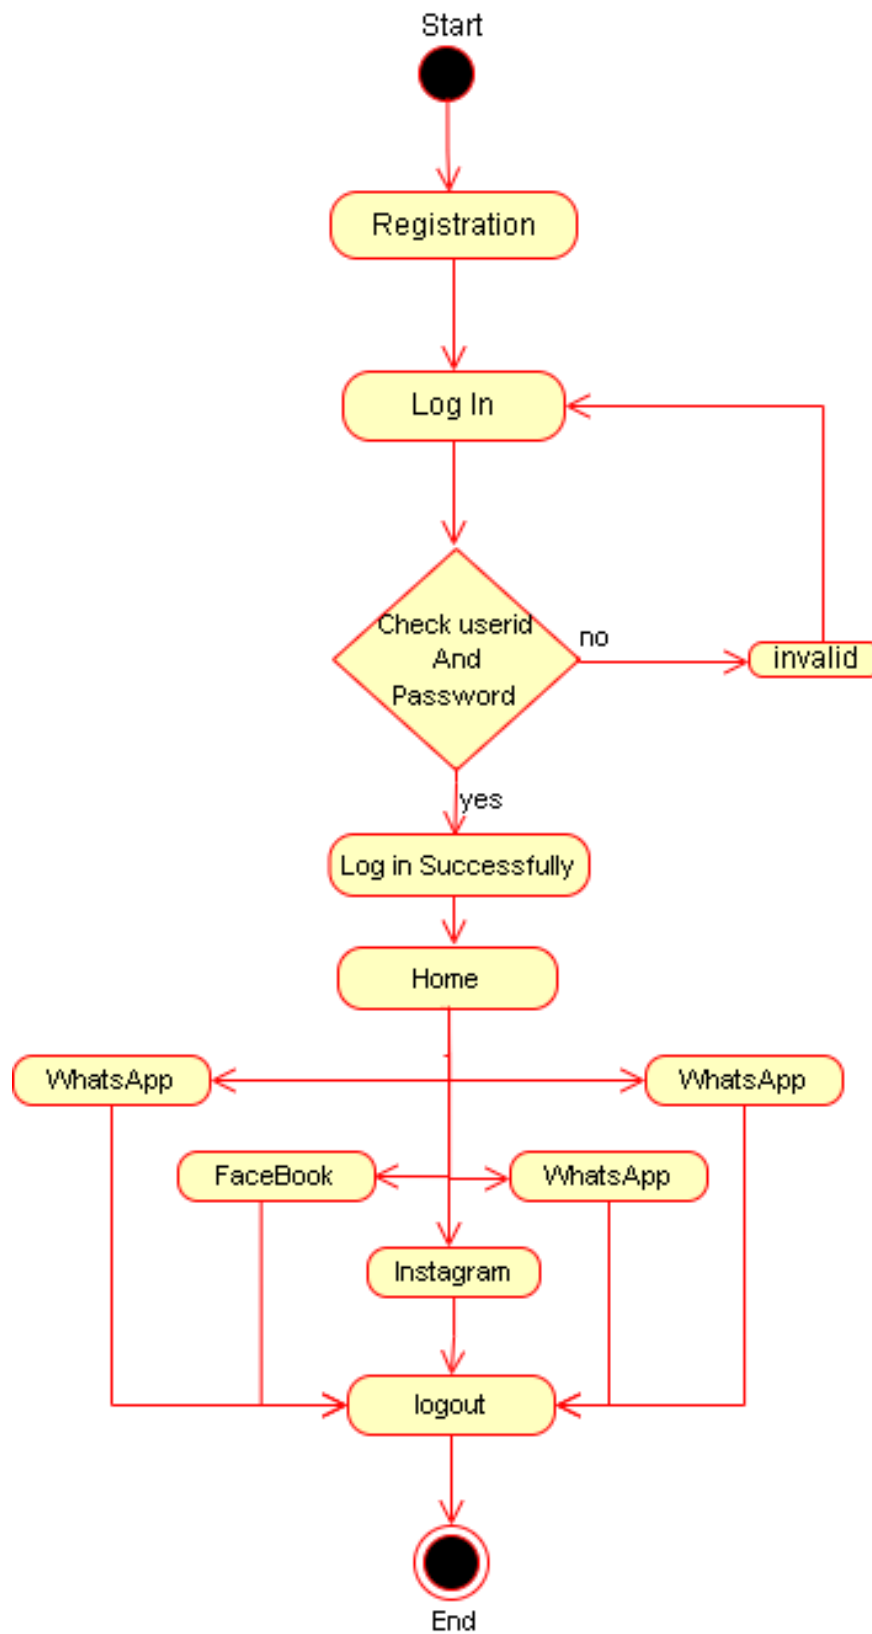 Start
Registration
Log In
Check userid
And
Password
no
invalid
yes
Log in Successfully
Home
WhatsApp
WhatsApp
FaceBook
WhatsApp
Instagram
logout
End